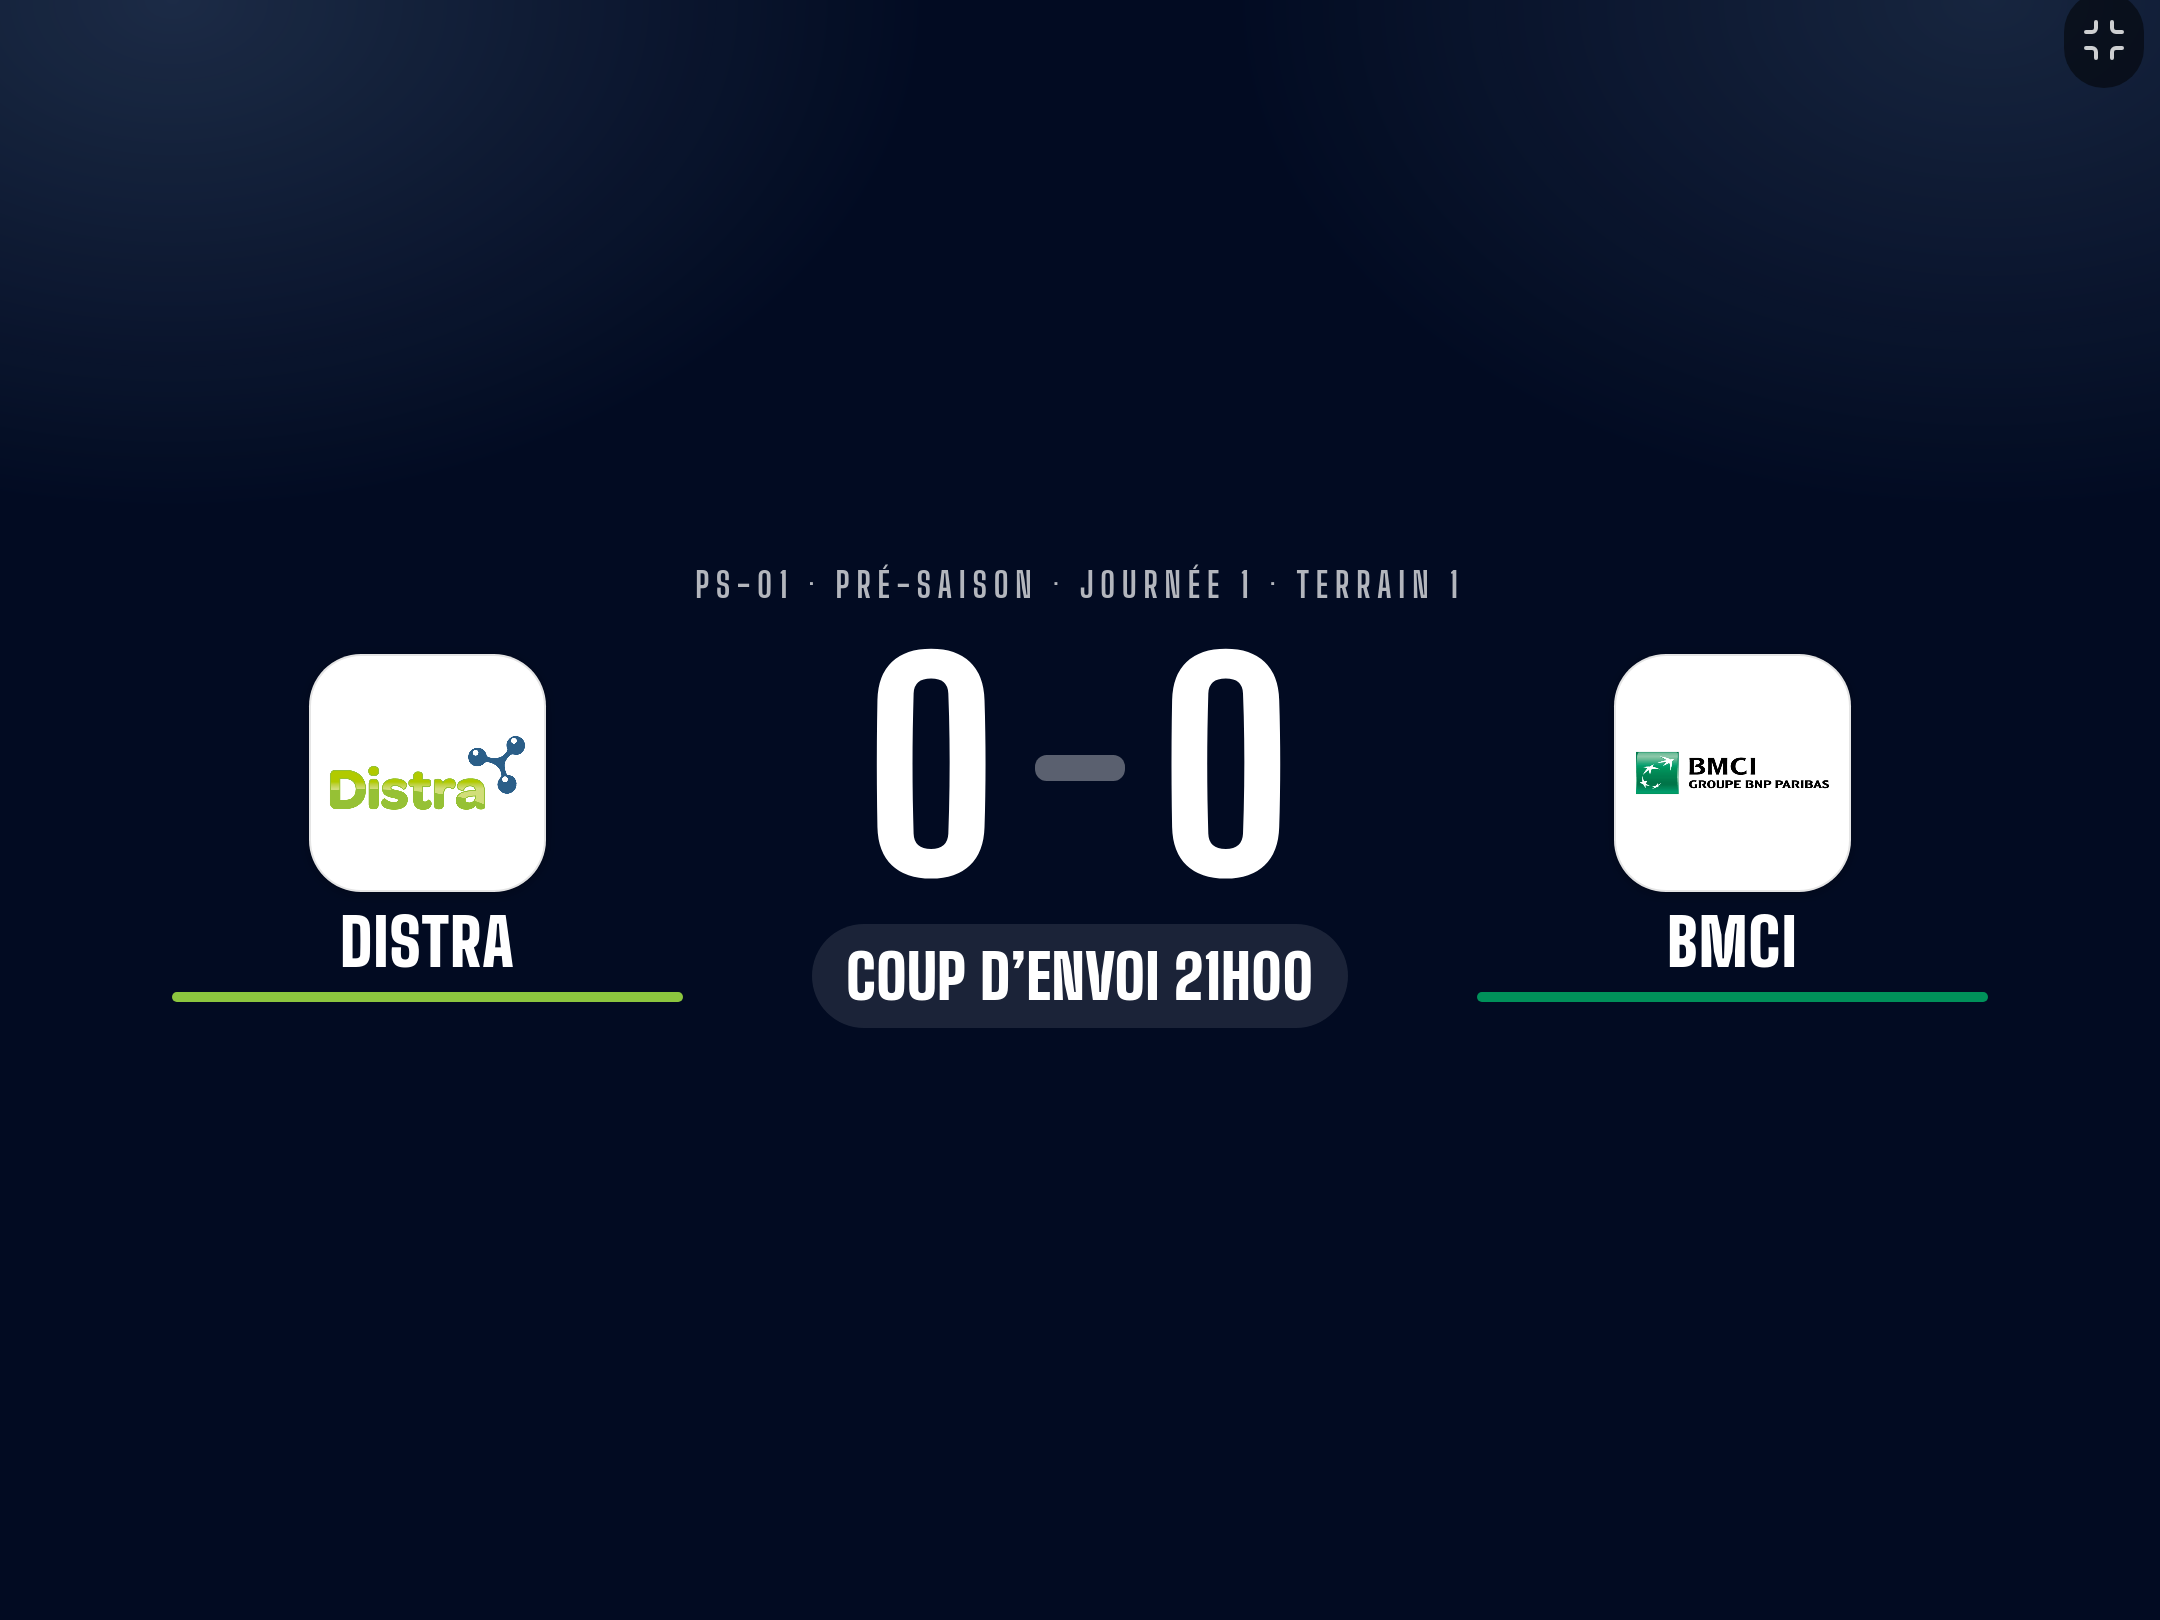 PS-01 · PRÉ-SAISON · JOURNÉE 1 · TERRAIN 1
0 - 0
Distra
BMCI
GROUPE BNP PARIBAS
DISTRA
BMCI
COUP D’ENVOI 21H00